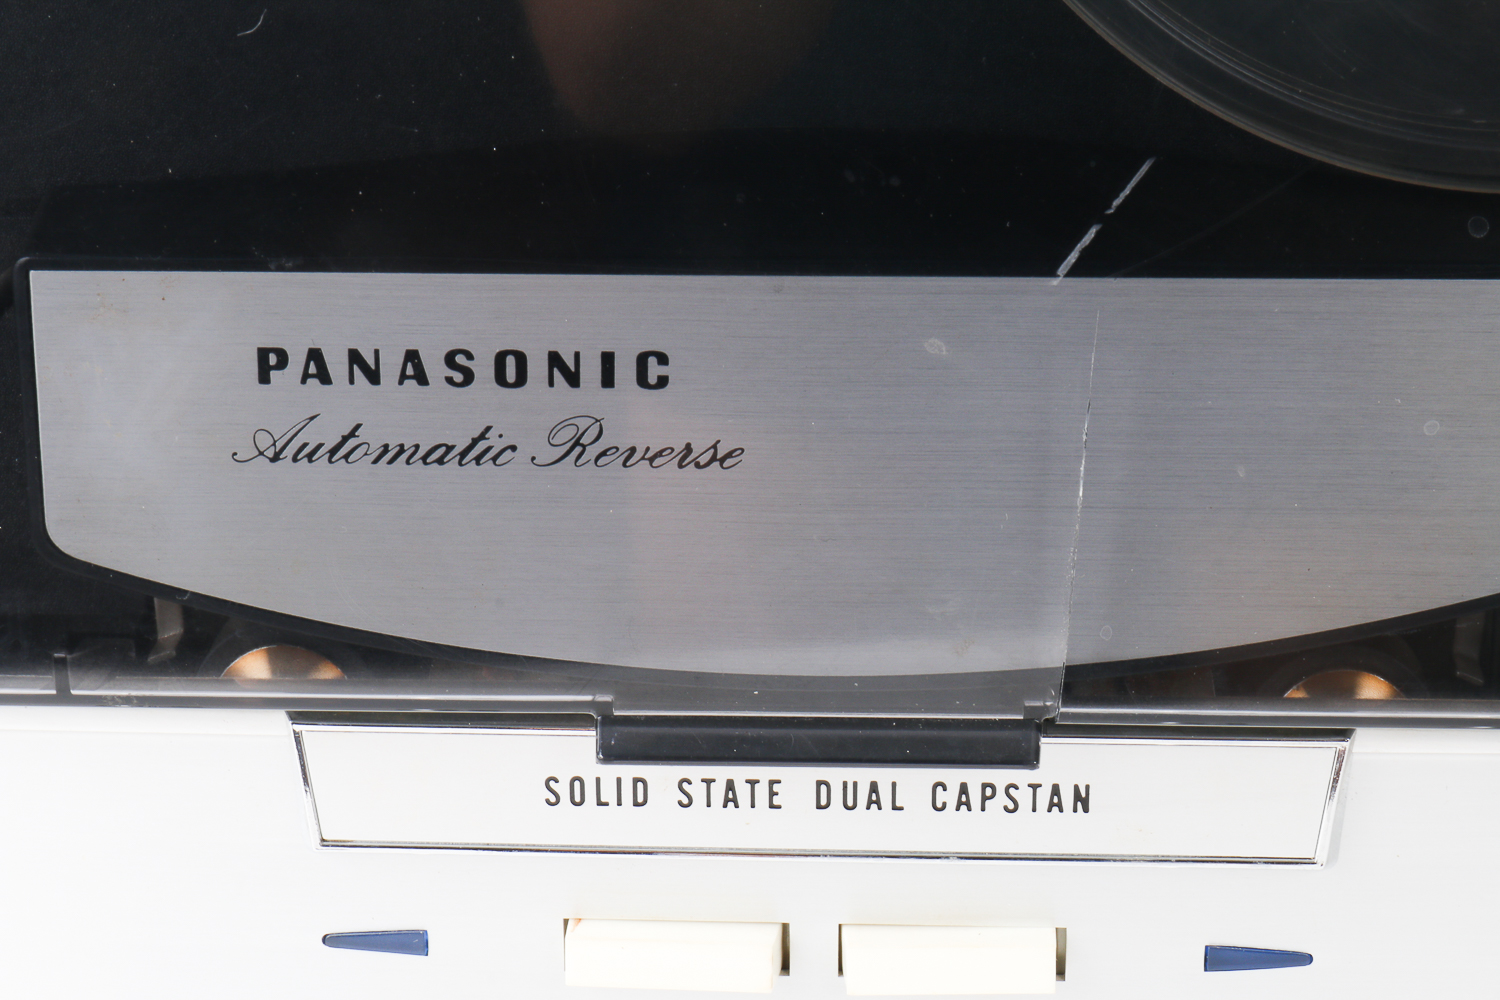 PANASONIC
Automatic Reverse
SOLID STATE DUAL CAPSTAN